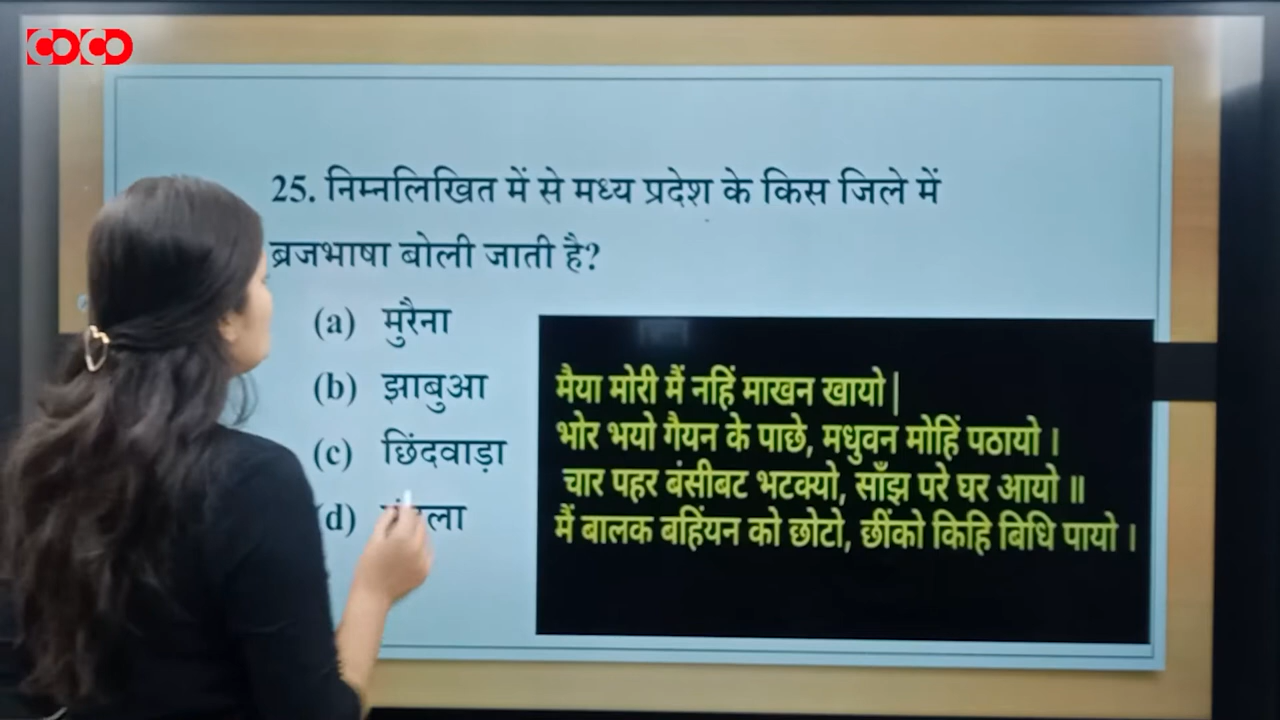 COCO
25. निम्नलिखित में से मध्य प्रदेश के किस जिले में
ब्रजभाषा बोली जाती है?
(a) मुरैना
(b) झाबुआ
(c) छिंदवाड़ा
(d)
मैया मोरी मैं नहिं माखन खायो |
भोर भयो गैयन के पाछे, मधुवन मोहिं पठायो ।
चार पहर बंसीबट भटक्यो, साँझ परे घर आयो ॥
मैं बालक बहिंयन को छोटो, छींको किहि बिधि पायो ।